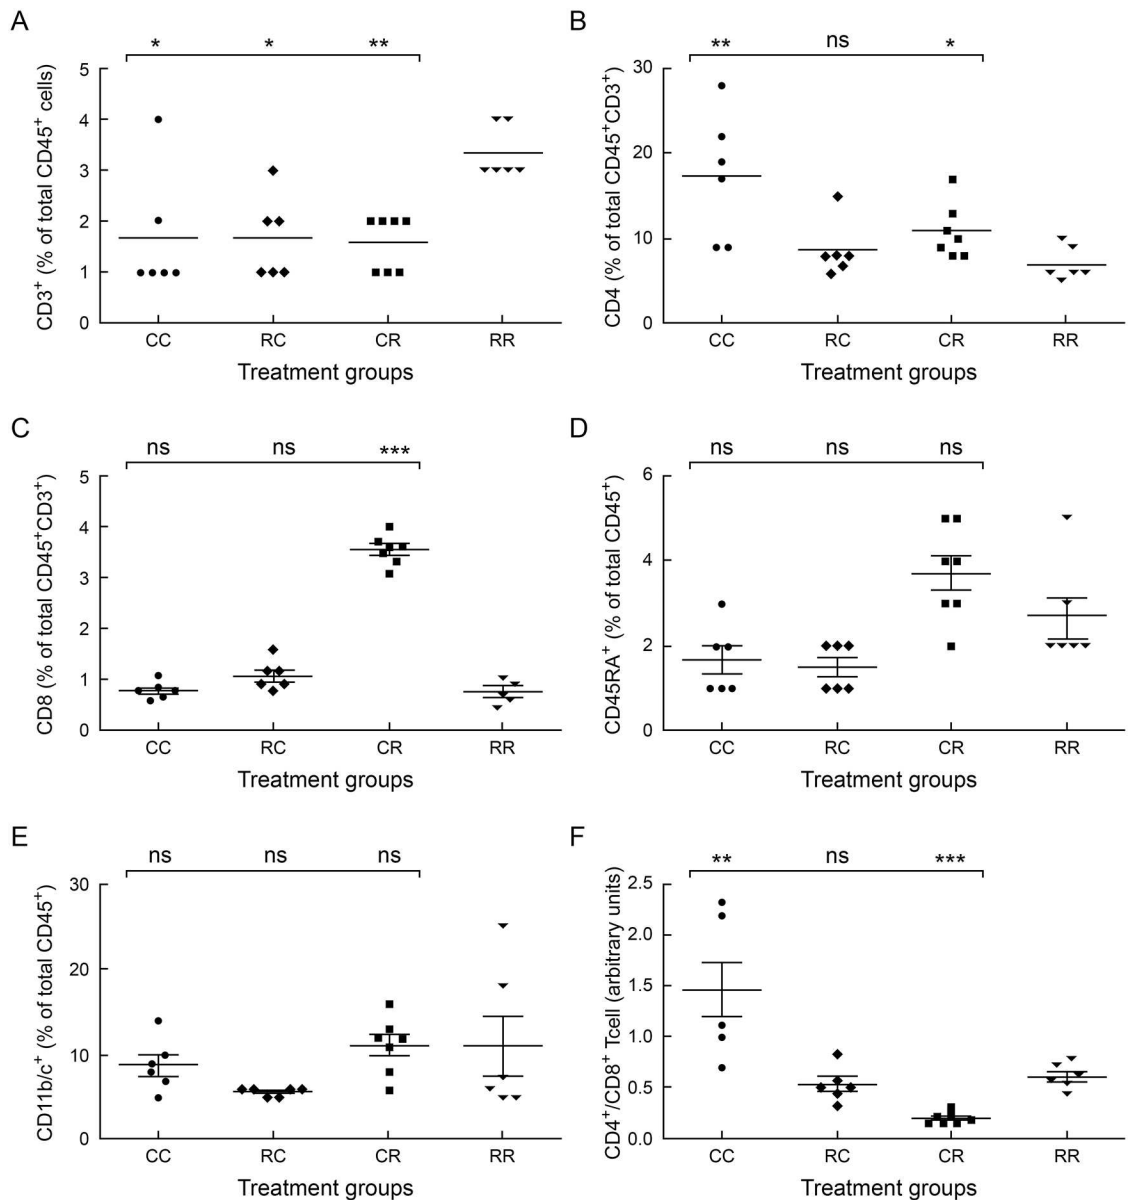 A
* * **
CD3+ (% of total CD45+ cells)
5
4
3
2
1
0
CC RC CR RR
Treatment groups
B
** ns *
CD4 (% of total CD45+CD3+)
30
20
10
0
CC RC CR RR
Treatment groups
C
ns ns ***
CD8 (% of total CD45+CD3+)
5
4
3
2
1
0
CC RC CR RR
Treatment groups
D
ns ns ns
CD45RA+ (% of total CD45+)
6
4
2
0
CC RC CR RR
Treatment groups
E
ns ns ns
CD11b/c+ (% of total CD45+)
30
20
10
0
CC RC CR RR
Treatment groups
F
** ns ***
CD4+/CD8+ Tcell (arbitrary units)
2.5
2.0
1.5
1.0
0.5
0.0
CC RC CR RR
Treatment groups